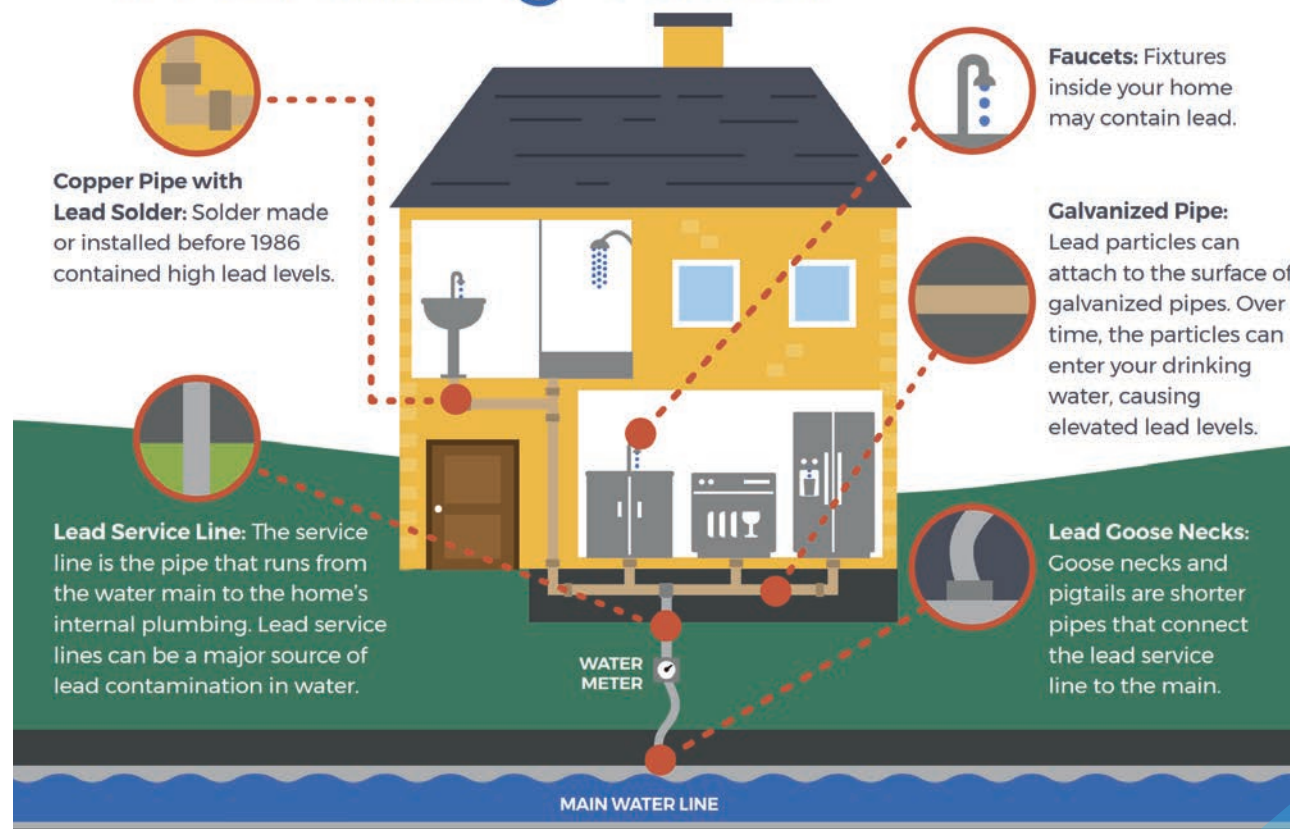 Copper Pipe with
Lead Solder: Solder made
or installed before 1986
contained high lead levels.
Lead Service Line: The service
line is the pipe that runs from
the water main to the home's
internal plumbing. Lead service
lines can be a major source of
lead contamination in water.
Faucets: Fixtures
inside your home
may contain lead.
Galvanized Pipe:
Lead particles can
attach to the surface of
galvanized pipes. Over
time, the particles can
enter your drinking
water, causing
elevated lead levels.
Lead Goose Necks:
Goose necks and
pigtails are shorter
pipes that connect
the lead service
line to the main.
WATER
METER
MAIN WATER LINE